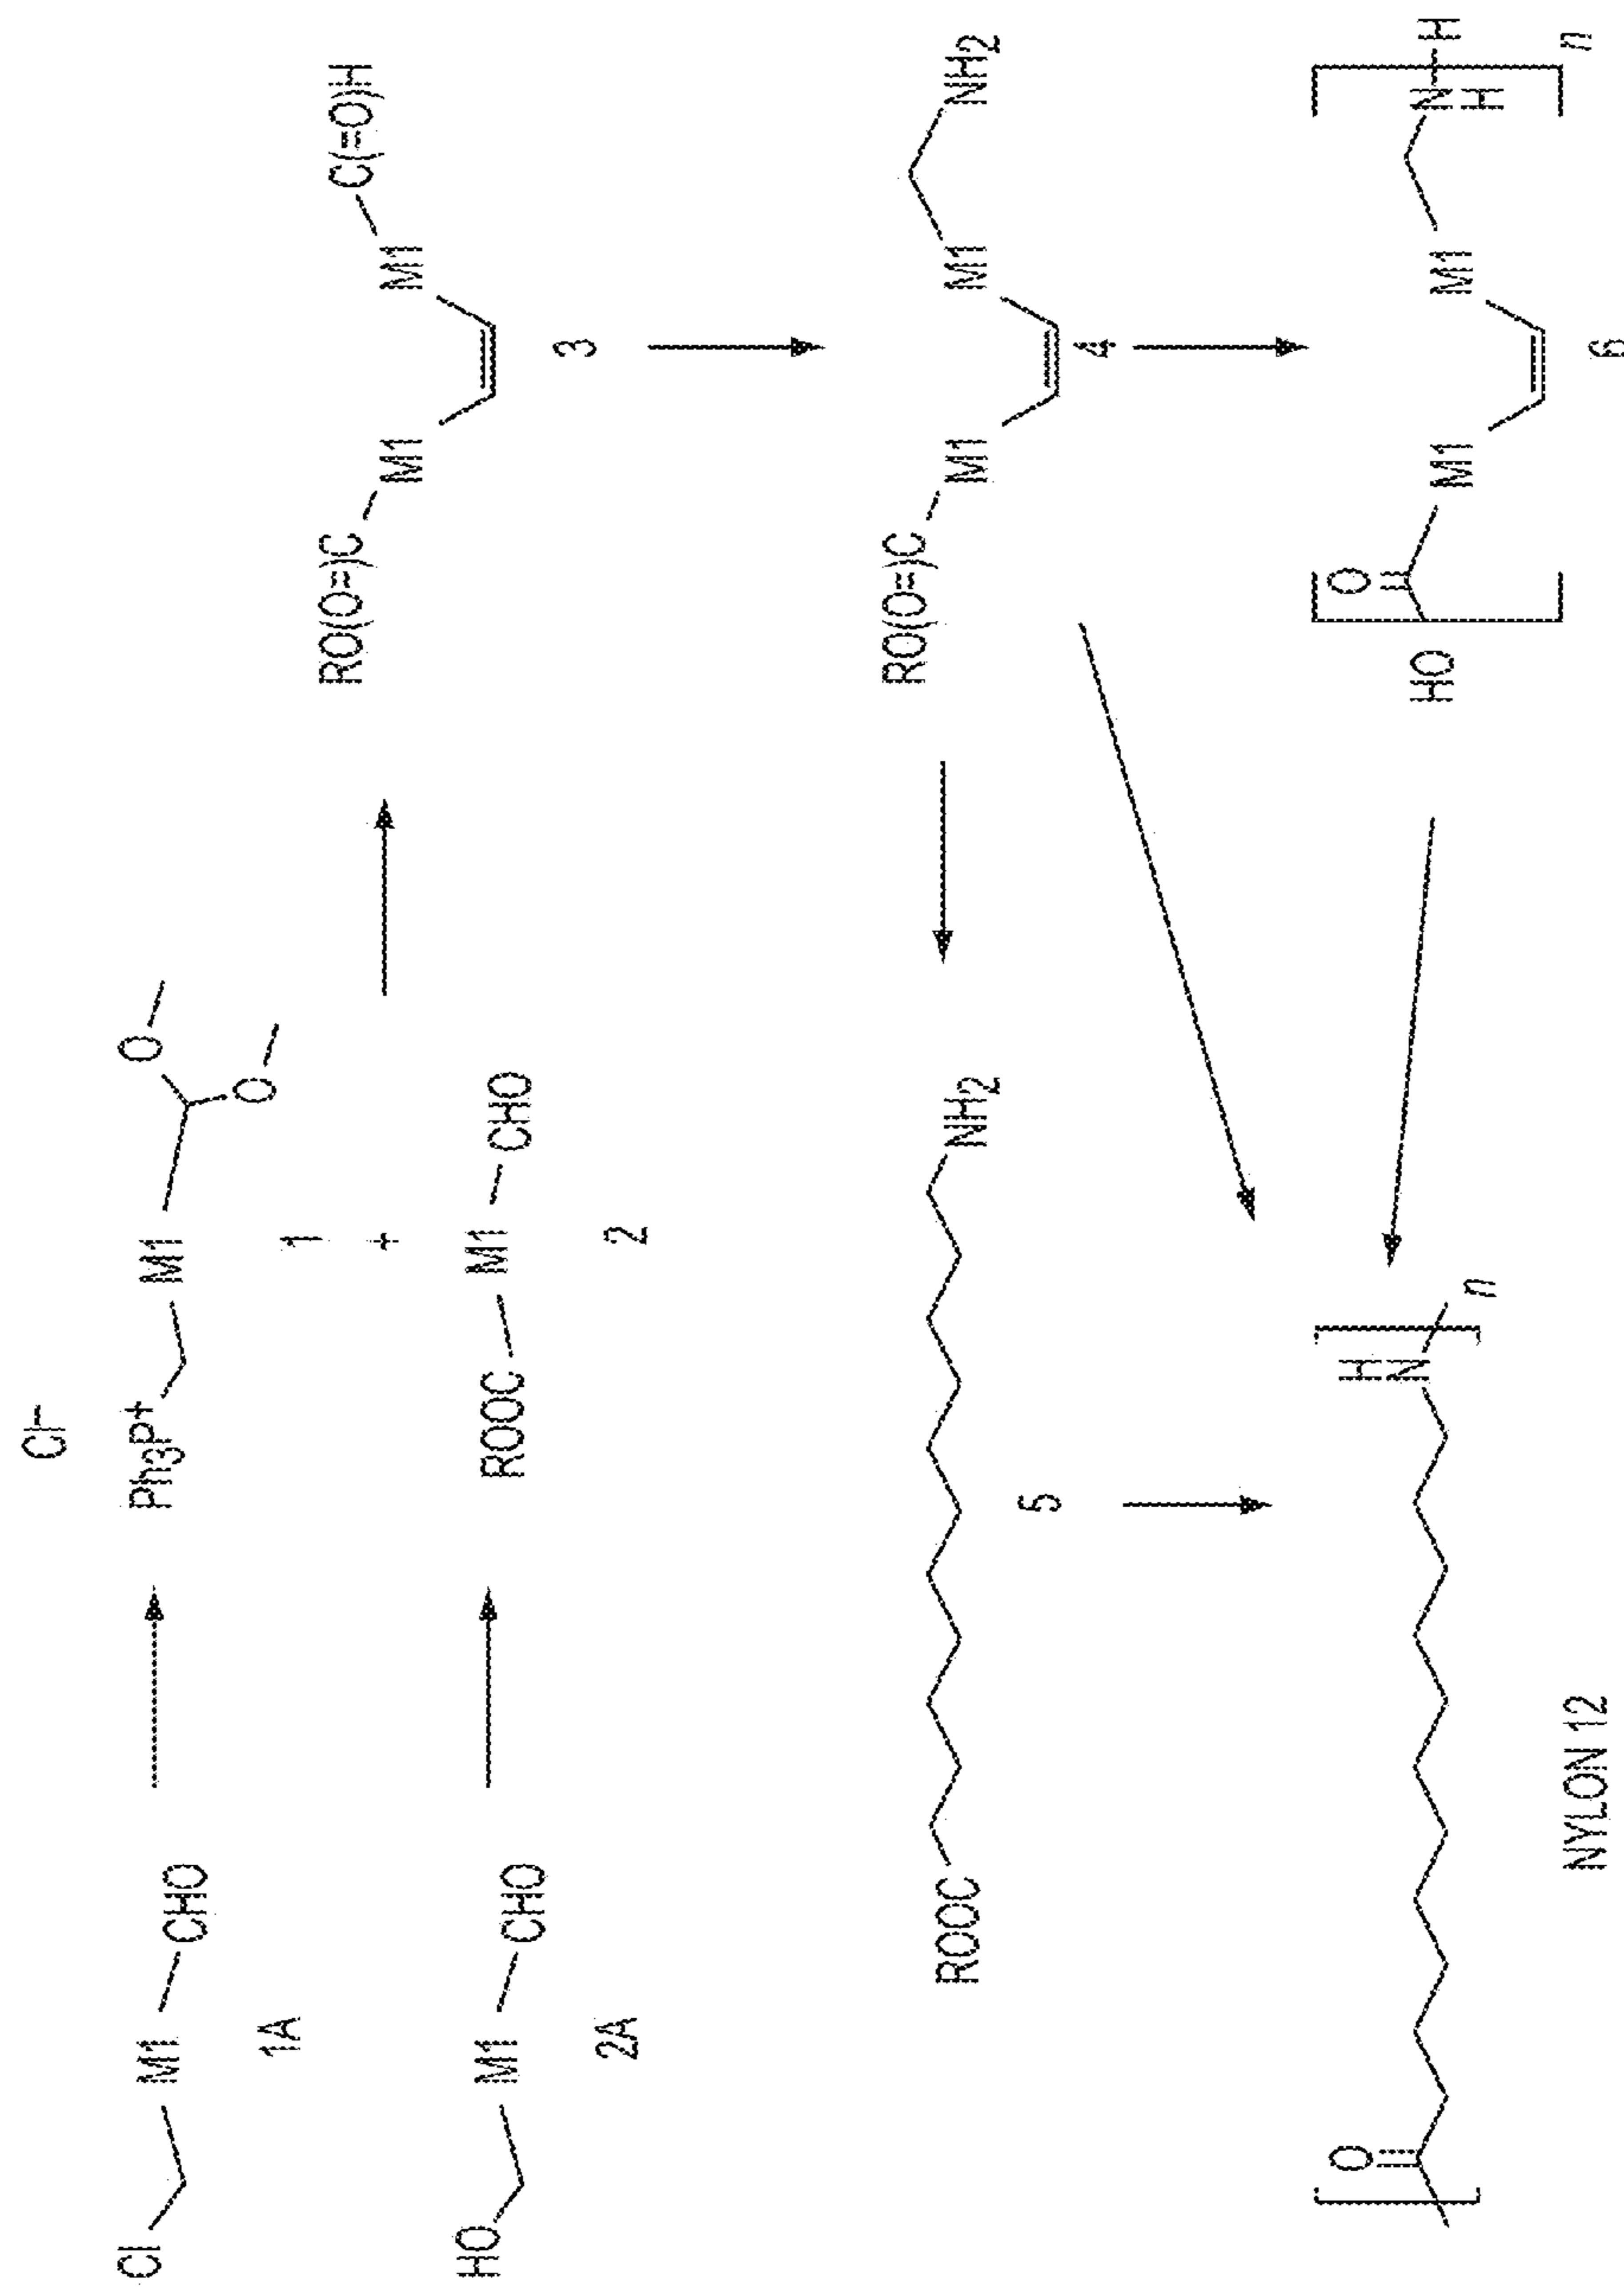 Cl–
Cl
M1
CHO
1A
Ph3P+
M1
O
O
1
+
HO
M1
CHO
2A
ROOC
M1
CHO
2
RO(O=)C
M1
M1
C(=O)H
3
ROOC
NH2
5
RO(O=)C
M1
M1
NH2
4
O
H
N
n
NYLON 12
HO
O
M1
M1
N
H
H
n
6